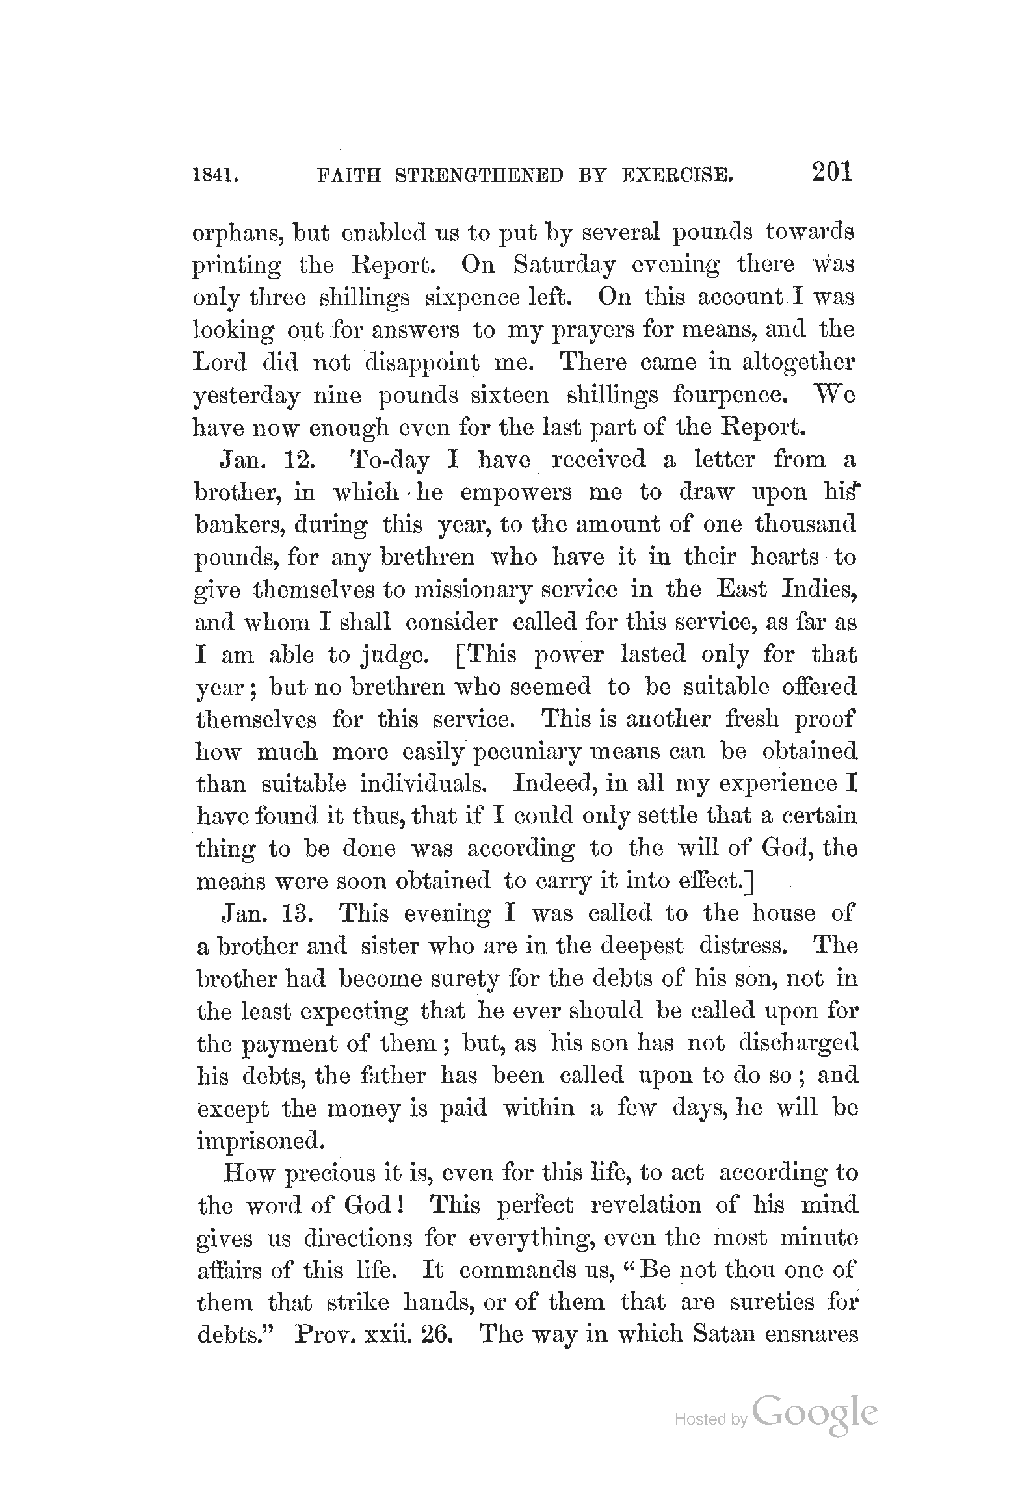 1841. FAITH STRENGTHENED BY EXERCISE. 201
orphans, but enabled us to put by several pounds towards
printing the Report. On Saturday evening there was
only three shillings sixpence left. On this account I was
looking out for answers to my prayers for means, and the
Lord did not disappoint me. There came in altogether
yesterday nine pounds sixteen shillings fourpence. We
have now enough even for the last part of the Report.
Jan. 12. To-day I have received a letter from a
brother, in which he empowers me to draw upon his
bankers, during this year, to the amount of one thousand
pounds, for any brethren who have it in their hearts to
give themselves to missionary service in the East Indies,
and whom I shall consider called for this service, as far as
I am able to judge. [This power lasted only for that
year; but no brethren who seemed to be suitable offered
themselves for this service. This is another fresh proof
how much more easily pecuniary means can be obtained
than suitable individuals. Indeed, in all my experience I
have found it thus, that if I could only settle that a certain
thing to be done was according to the will of God, the
means were soon obtained to carry it into effect.]
Jan. 13. This evening I was called to the house of
a brother and sister who are in the deepest distress. The
brother had become surety for the debts of his son, not in
the least expecting that he ever should be called upon for
the payment of them; but, as his son has not discharged
his debts, the father has been called upon to do so; and
except the money is paid within a few days, he will be
imprisoned.
How precious it is, even for this life, to act according to
the word of God! This perfect revelation of his mind
gives us directions for everything, even the most minute
affairs of this life. It commands us, "Be not thou one of
them that strike hands, or of them that are sureties for
debts." Prov. xxii. 26. The way in which Satan ensnares
Hosted by Google